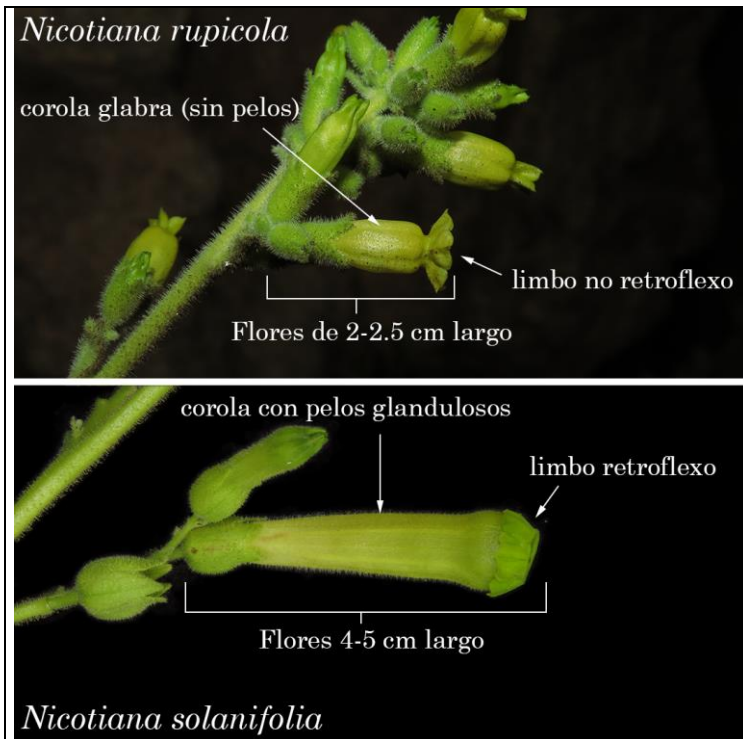 Nicotiana rupicola
corola glabra (sin pelos)
limbo no retroflexo
Flores de 2-2.5 cm largo
corola con pelos glandulosos
limbo retroflexo
Flores 4-5 cm largo
Nicotiana solanifolia